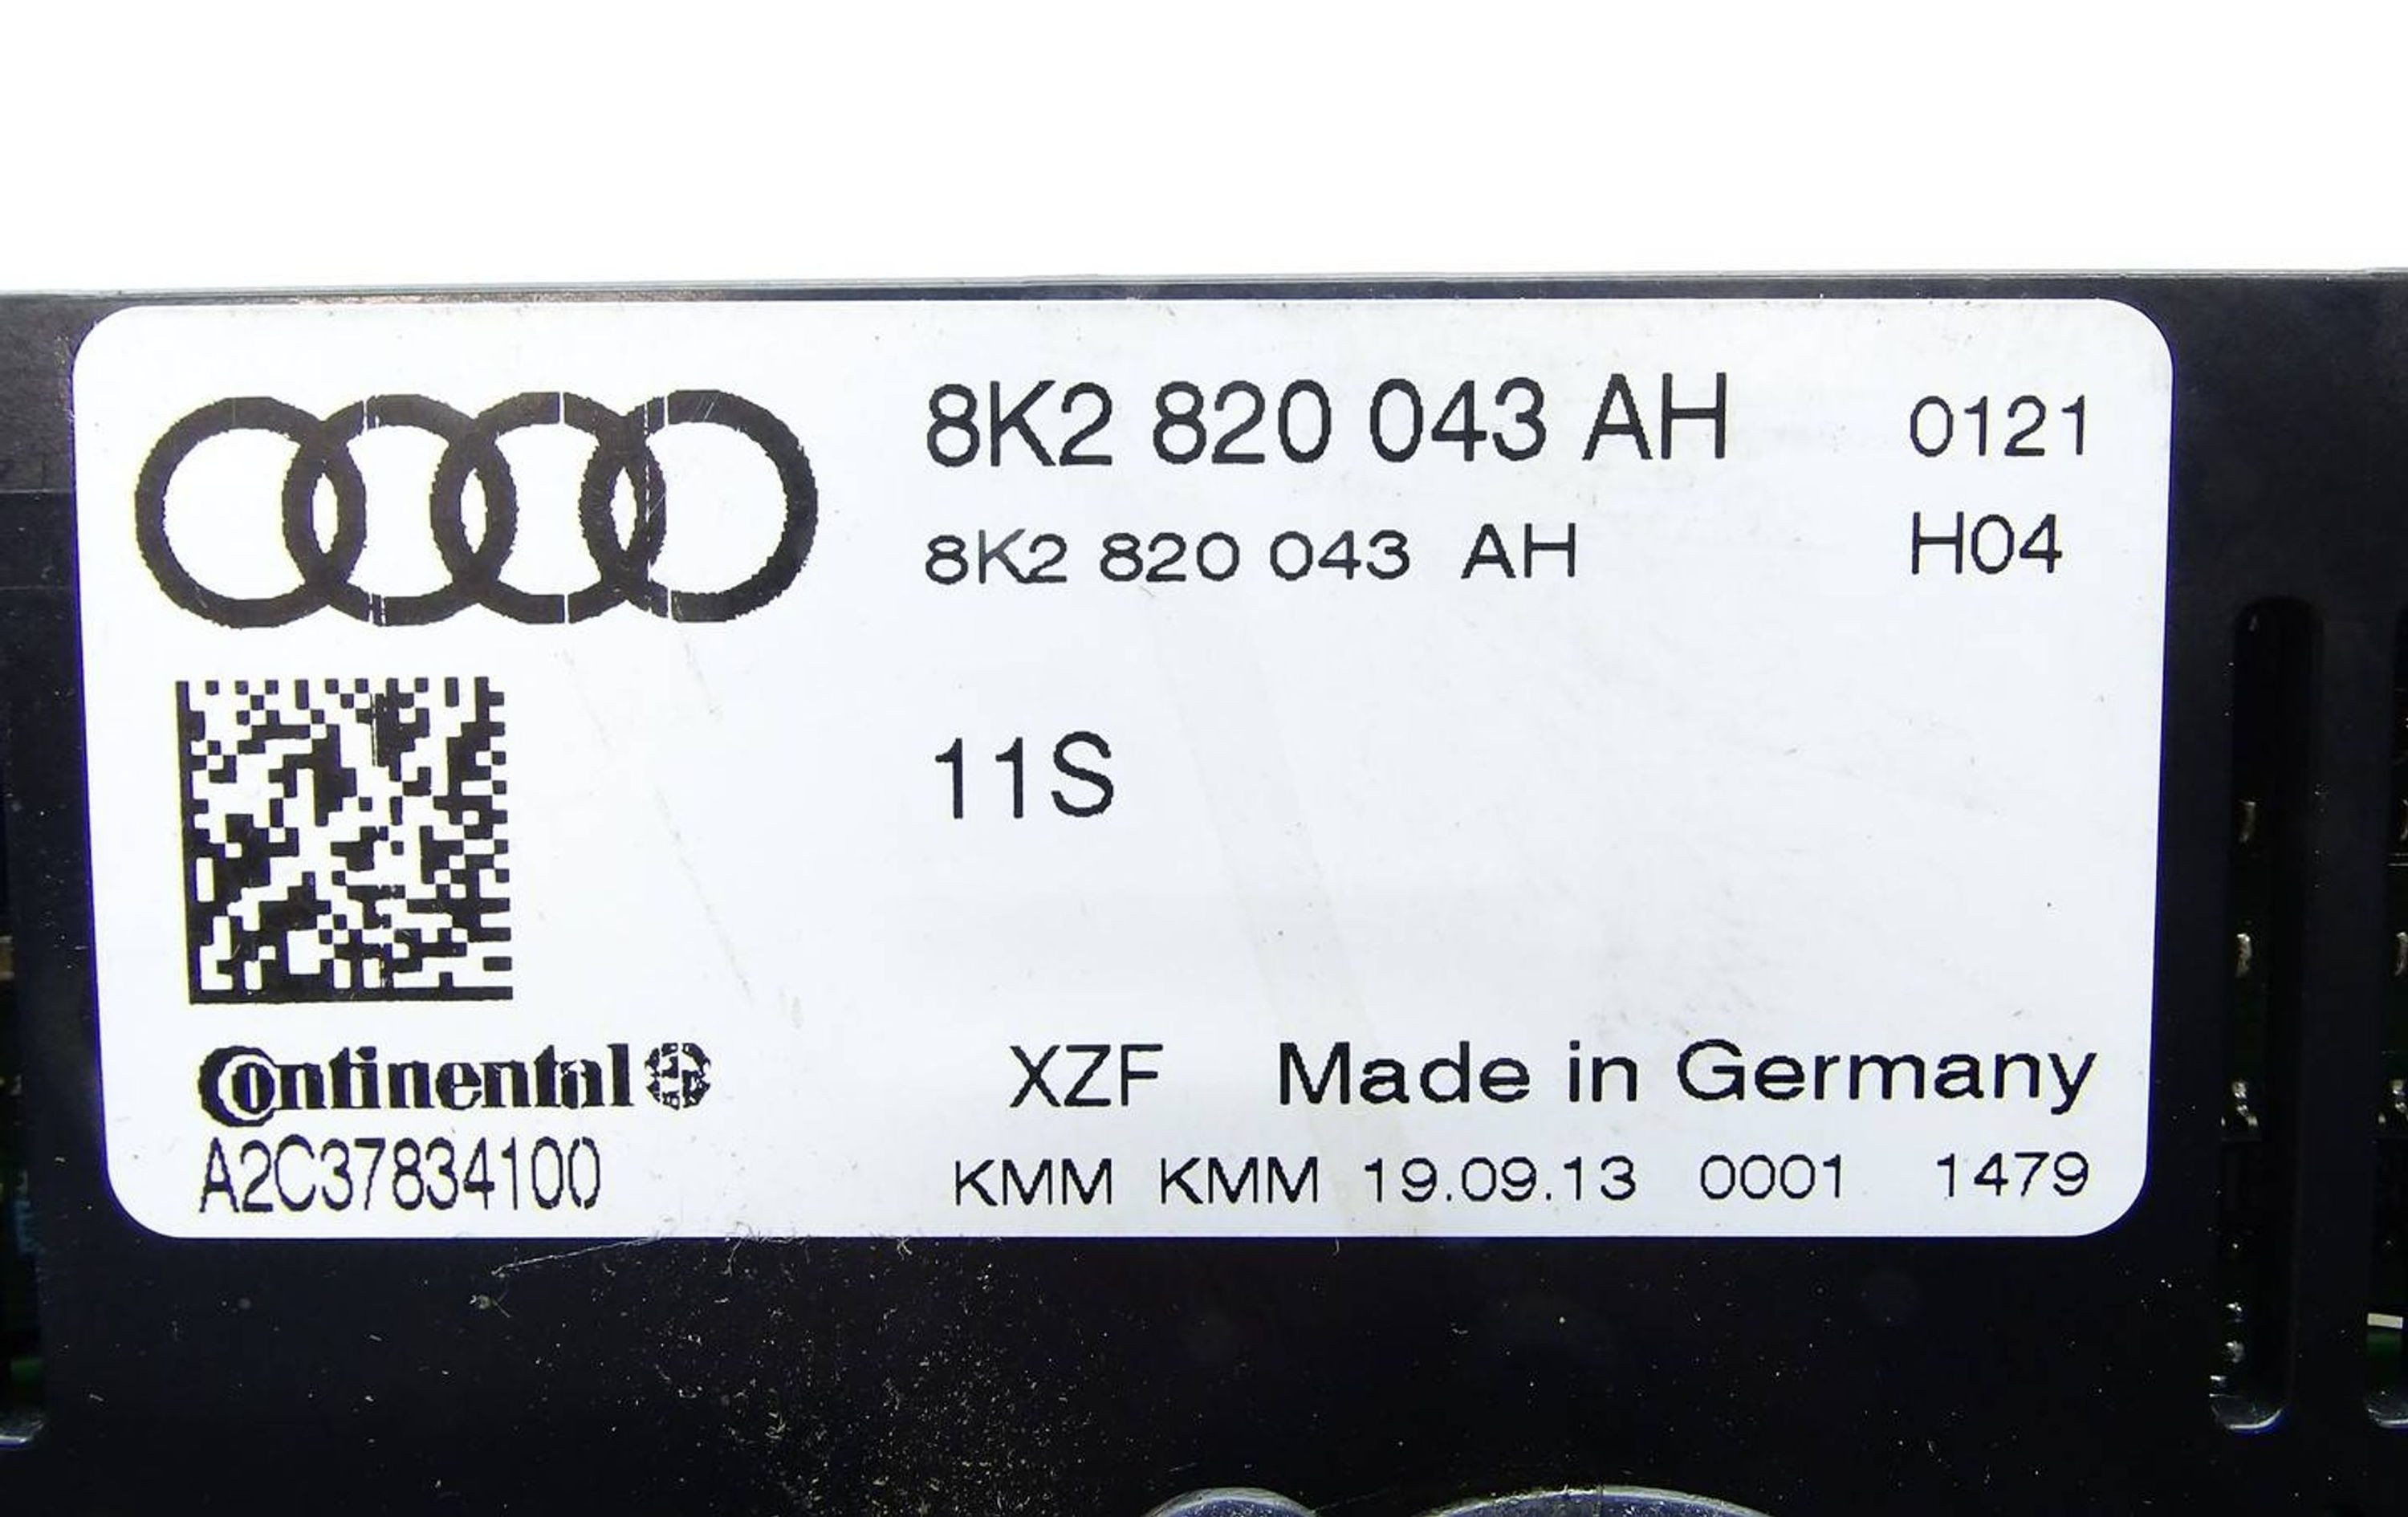 8K2 820 043 AH 0121
8K2 820 043 AH H04
11S
Continental
XZF Made in Germany
A2C37834100
KMM KMM 19.09.13 0001 1479